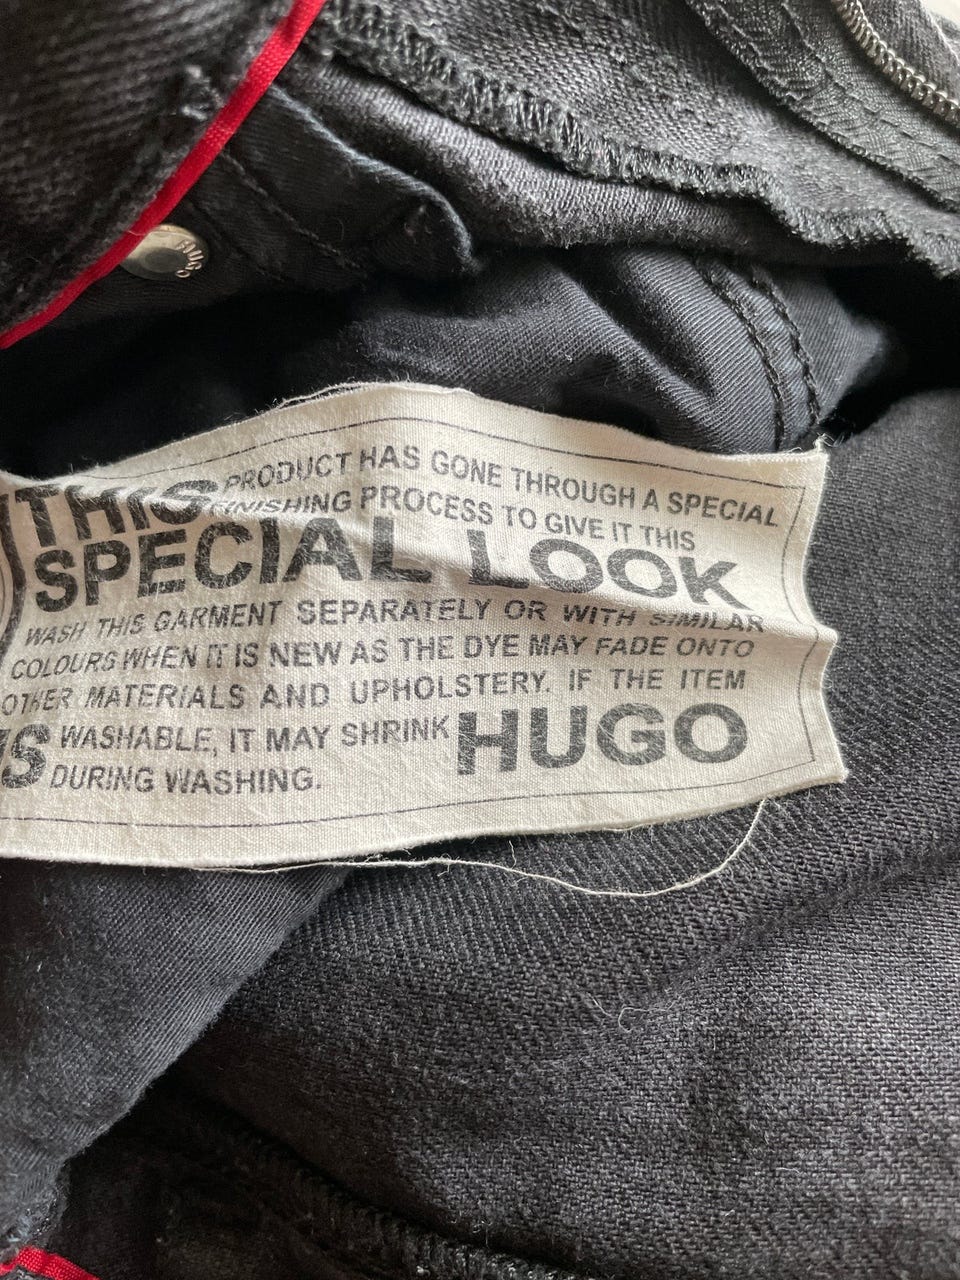 HUGO
THIS PRODUCT HAS GONE THROUGH A SPECIAL
FINISHING PROCESS TO GIVE IT THIS
SPECIAL LOOK
WASH THIS GARMENT SEPARATELY OR WITH SIMILAR
COLOURS WHEN IT IS NEW AS THE DYE MAY FADE ONTO
OTHER MATERIALS AND UPHOLSTERY. IF THE ITEM
IS WASHABLE, IT MAY SHRINK
DURING WASHING.
HUGO